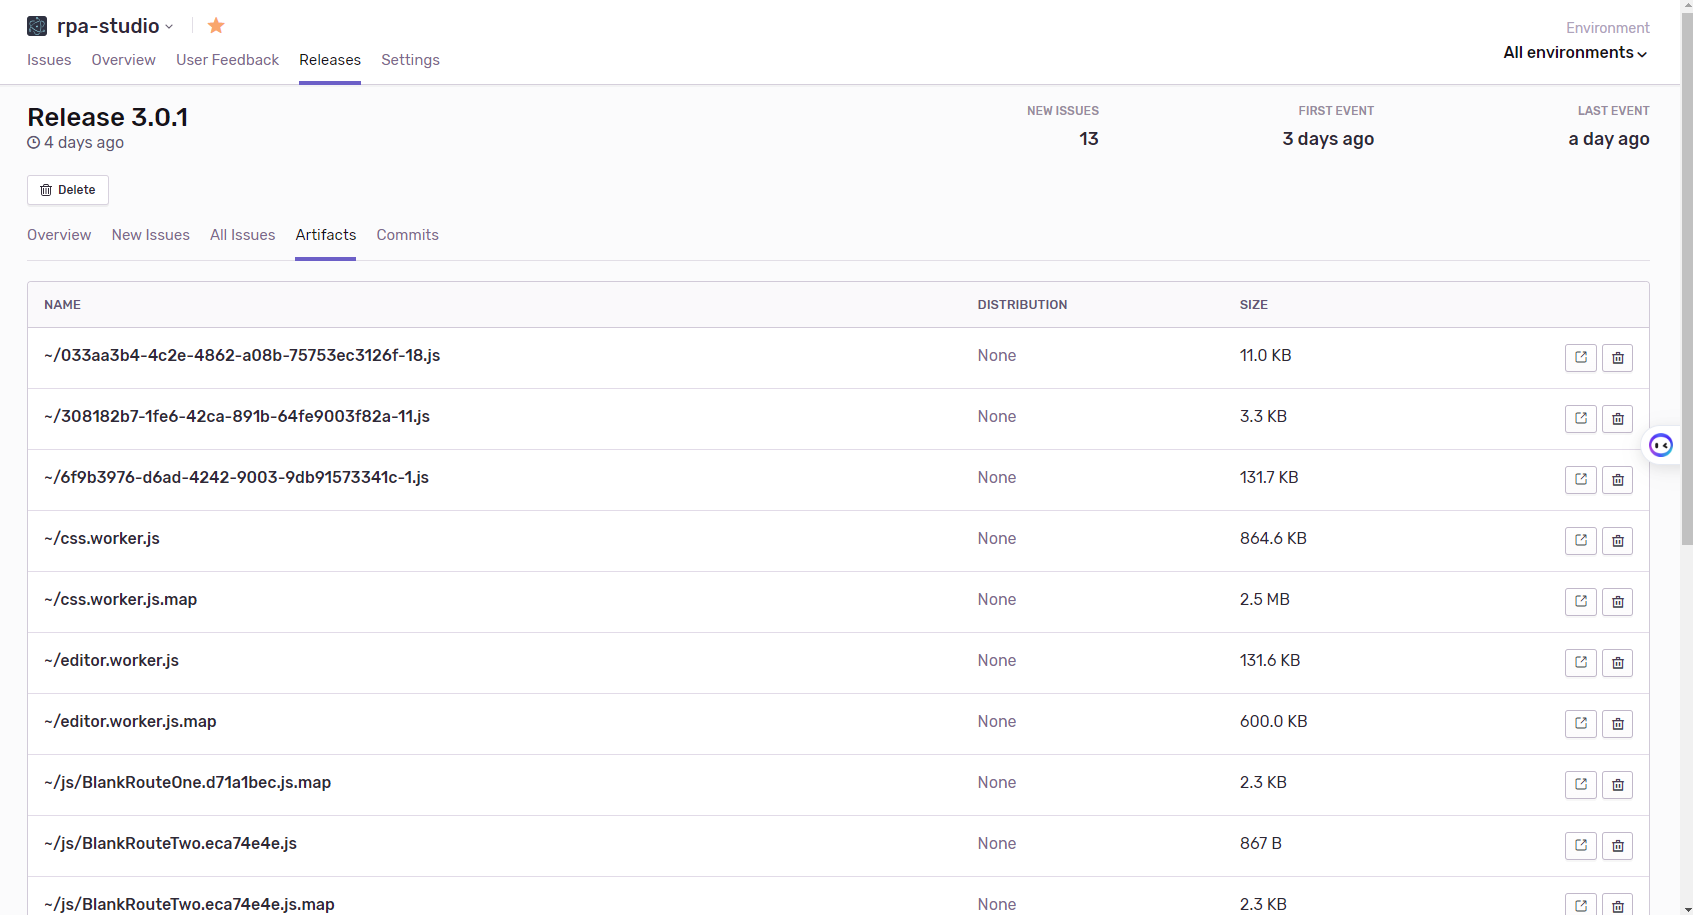 rpa-studio
Environment
All environments
Issues Overview User Feedback Releases Settings
Release 3.0.1
4 days ago
NEW ISSUES
13
FIRST EVENT
3 days ago
LAST EVENT
a day ago
Delete
Overview New Issues All Issues Artifacts Commits
NAME DISTRIBUTION SIZE
~/033aa3b4-4c2e-4862-a08b-75753ec3126f-18.js None 11.0 KB
~/308182b7-1fe6-42ca-891b-64fe9003f82a-11.js None 3.3 KB
~/6f9b3976-d6ad-4242-9003-9db91573341c-1.js None 131.7 KB
~/css.worker.js None 864.6 KB
~/css.worker.js.map None 2.5 MB
~/editor.worker.js None 131.6 KB
~/editor.worker.js.map None 600.0 KB
~/js/BlankRouteOne.d71a1bec.js.map None 2.3 KB
~/js/BlankRouteTwo.eca74e4e.js None 867 B
~/js/BlankRouteTwo.eca74e4e.js.map None 2.3 KB